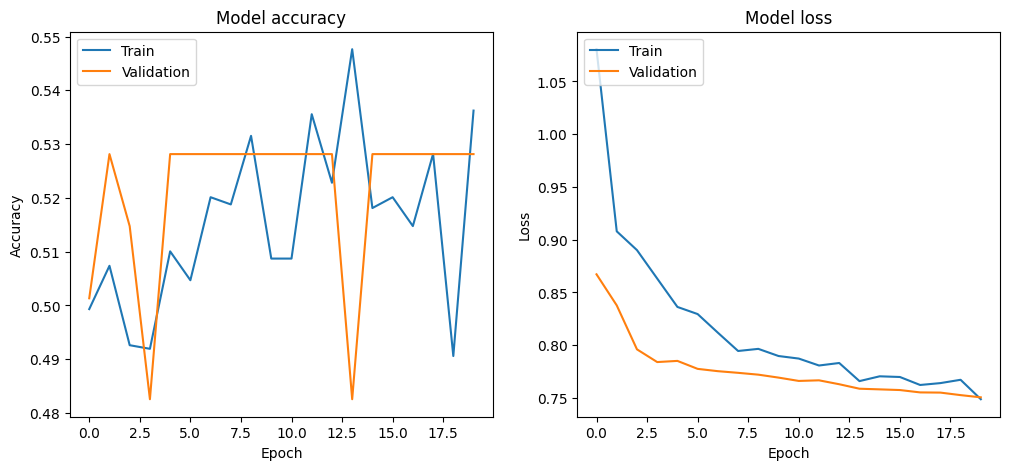 Model accuracy
Train
Validation
0.55
0.54
0.53
0.52
0.51
0.50
0.49
0.48
Accuracy
0.0 2.5 5.0 7.5 10.0 12.5 15.0 17.5
Epoch
Model loss
Train
Validation
1.05
1.00
0.95
0.90
0.85
0.80
0.75
Loss
0.0 2.5 5.0 7.5 10.0 12.5 15.0 17.5
Epoch